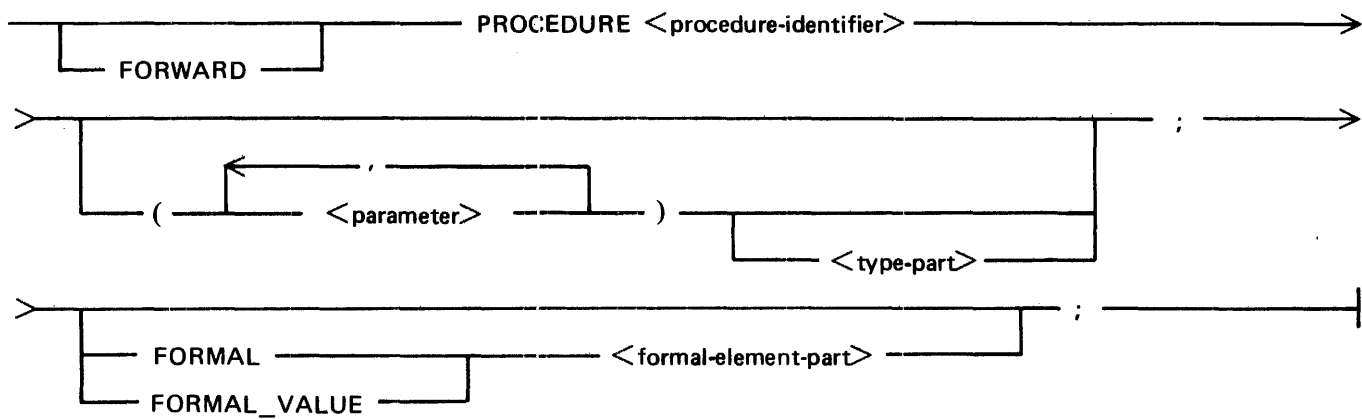 PROCEDURE <procedure-identifier>
FORWARD
;
,
( <parameter> )
<type-part>
;
FORMAL <formal-element-part>
FORMAL_VALUE